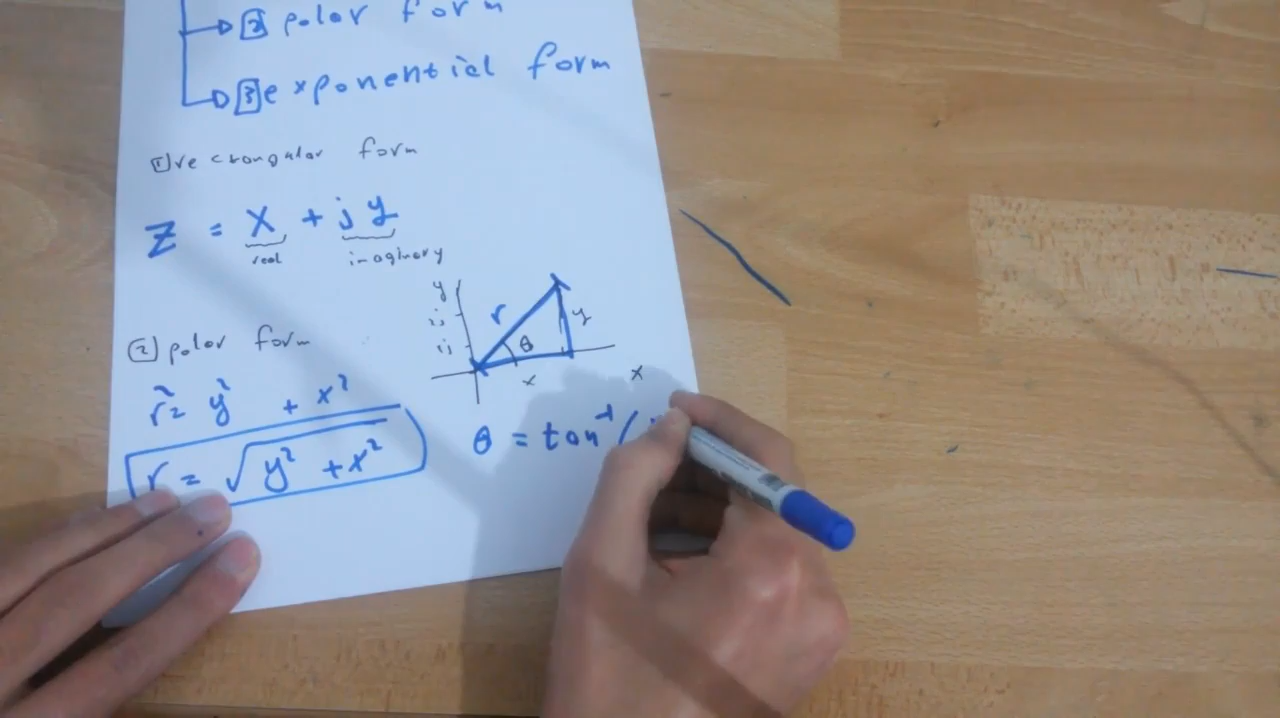 [2] polar form
[3] exponential form
[1] rectangular form
Z = x + j y
real imaginary
y
r
y
θ
x
x
[2] polar form
r² = y² + x²
r = √y² + x²
θ = tan⁻¹ (